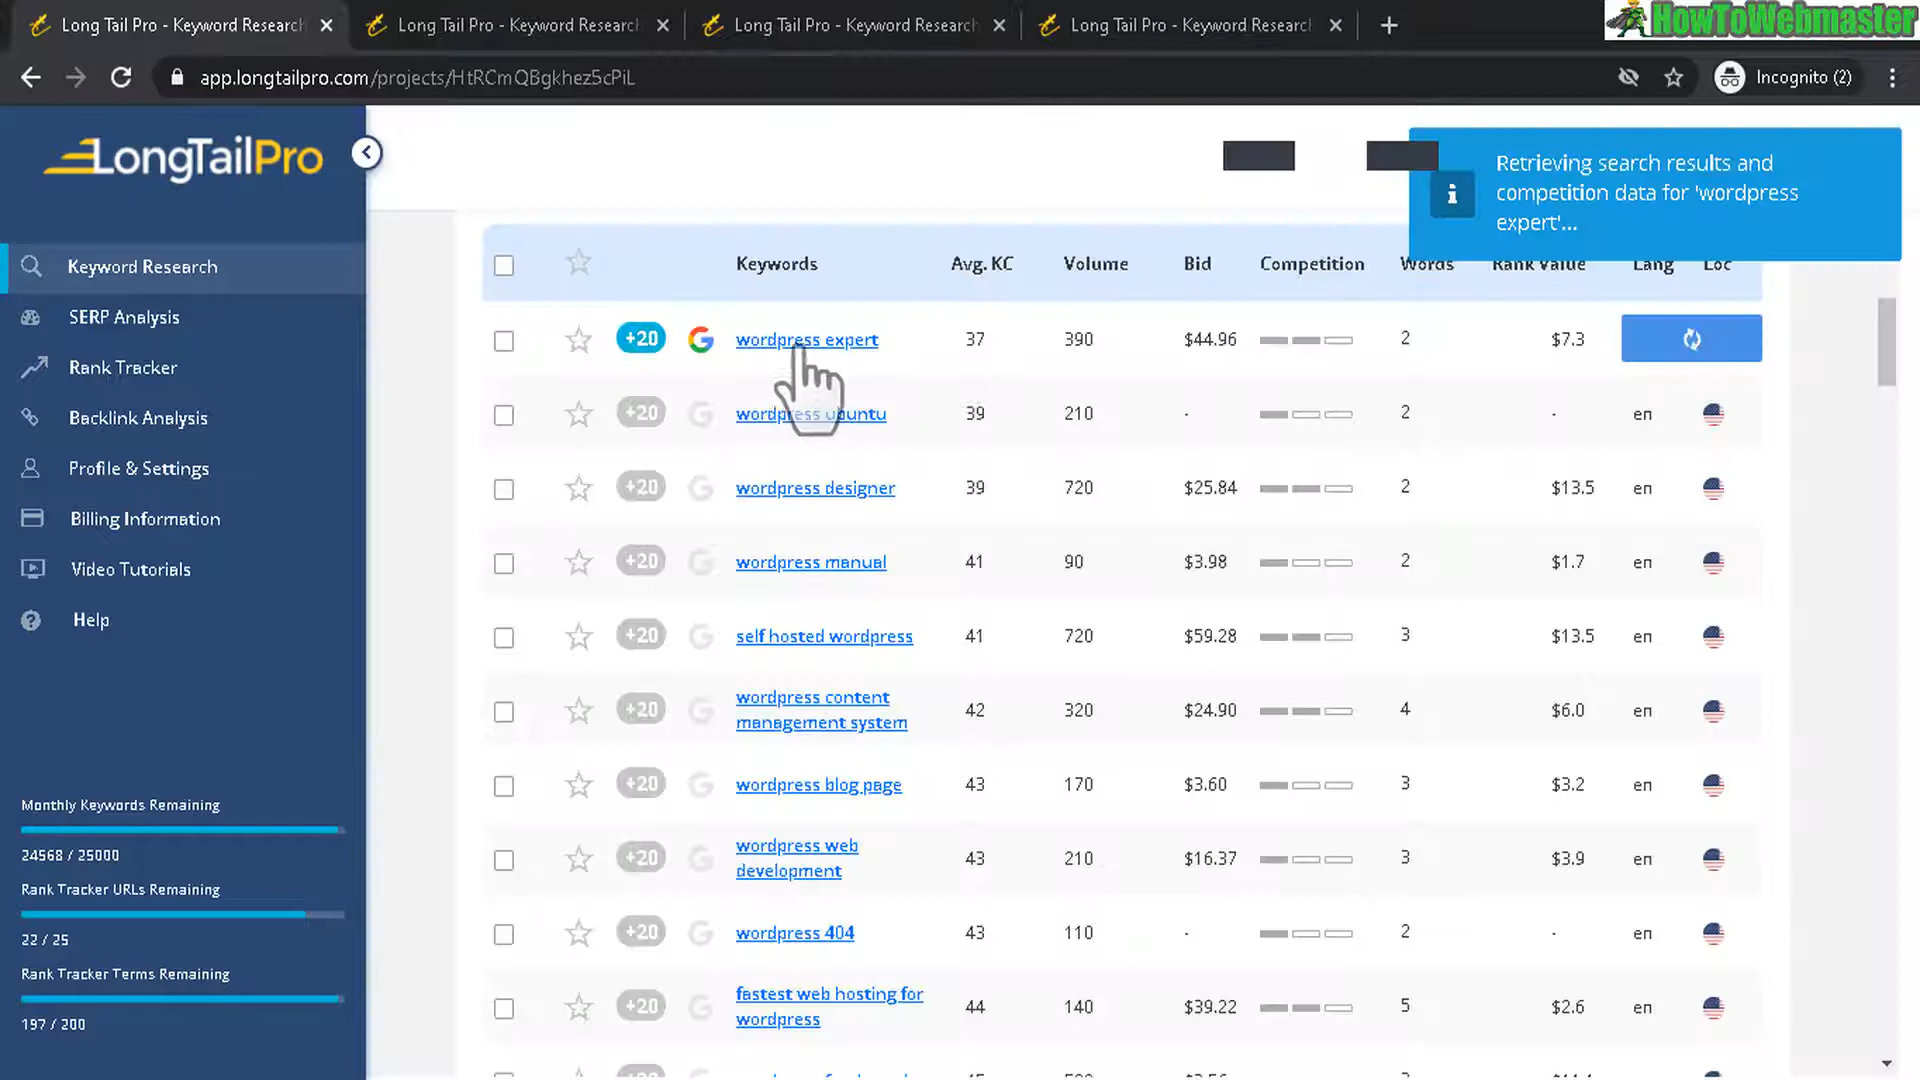 Long Tail Pro - Keyword Research
Long Tail Pro - Keyword Research
Long Tail Pro - Keyword Research
Long Tail Pro - Keyword Research
HowToWebmaster
app.longtailpro.com/projects/HtRCmQBgkhez5cPiL
Incognito (2)
LongTailPro
Retrieving search results and
competition data for 'wordpress
expert'...
Keyword Research
SERP Analysis
Rank Tracker
Backlink Analysis
Profile & Settings
Billing Information
Video Tutorials
Help
Monthly Keywords Remaining
24568 / 25000
Rank Tracker URLs Remaining
22 / 25
Rank Tracker Terms Remaining
197 / 200
Keywords Avg. KC Volume Bid Competition Words Rank Value Lang Loc
+20 wordpress expert 37 390 $44.96 2 $7.3
+20 wordpress ubuntu 39 210 - 2 - en
+20 wordpress designer 39 720 $25.84 2 $13.5 en
+20 wordpress manual 41 90 $3.98 2 $1.7 en
+20 self hosted wordpress 41 720 $59.28 3 $13.5 en
+20 wordpress content
management system 42 320 $24.90 4 $6.0 en
+20 wordpress blog page 43 170 $3.60 3 $3.2 en
+20 wordpress web
development 43 210 $16.37 3 $3.9 en
+20 wordpress 404 43 110 - 2 - en
+20 fastest web hosting for
wordpress 44 140 $39.22 5 $2.6 en